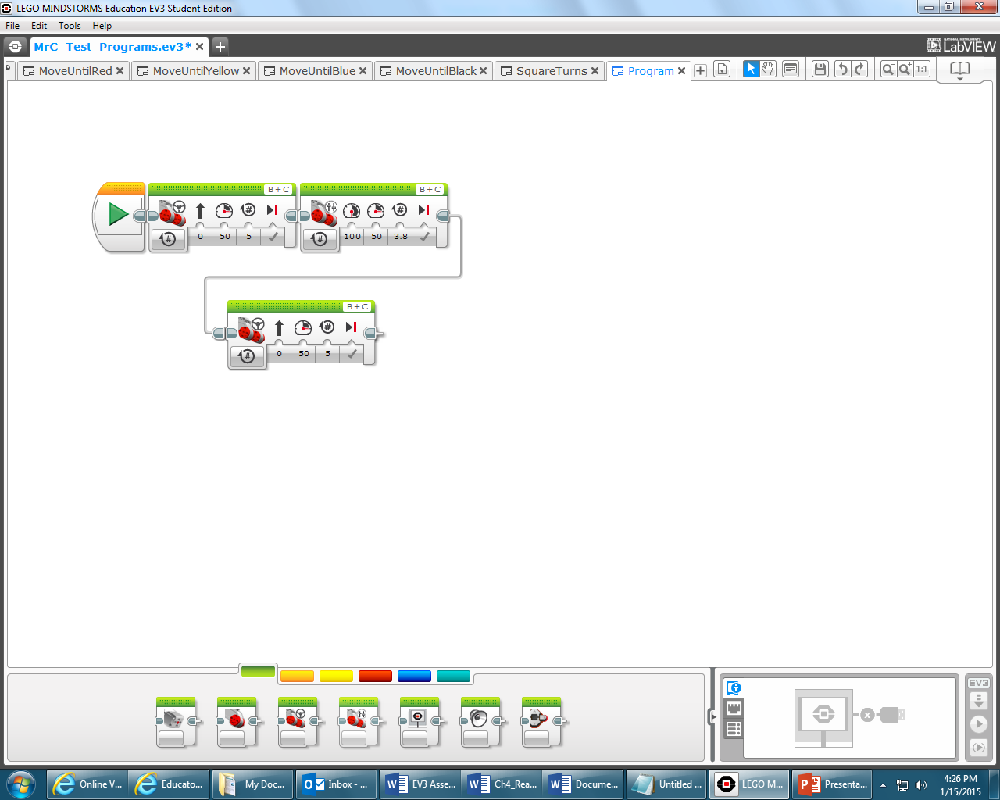 LEGO MINDSTORMS Education EV3 Student Edition
File Edit Tools Help
MrC_Test_Programs.ev3*
NATIONAL INSTRUMENTS
LabVIEW
MoveUntilRed MoveUntilYellow MoveUntilBlue MoveUntilBlack SquareTurns Program
1:1
B + C B + C
# # #
0 50 5 100 50 3.8
# #
B + C
#
0 50 5
#
EV3
Online V... Educato... My Doc... Inbox - ... EV3 Asse... Ch4_Rea... Docume... Untitled ... LEGO M... Presenta...
4:26 PM
1/15/2015